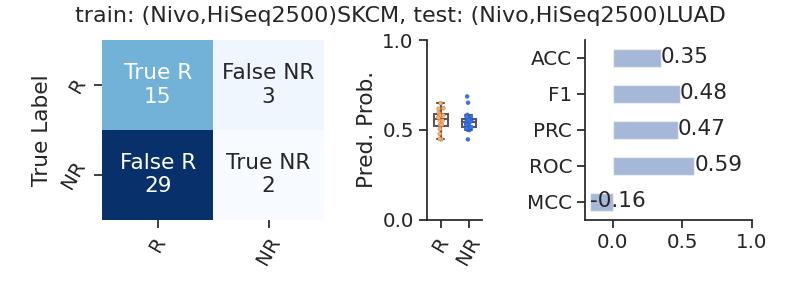 train: (Nivo,HiSeq2500)SKCM, test: (Nivo,HiSeq2500)LUAD
True Label
R
NR
True R
15
False NR
3
False R
29
True NR
2
R
NR
Pred. Prob.
1.0
0.5
0.0
R
NR
ACC
0.35
F1
0.48
PRC
0.47
ROC
0.59
MCC
-0.16
0.0
0.5
1.0